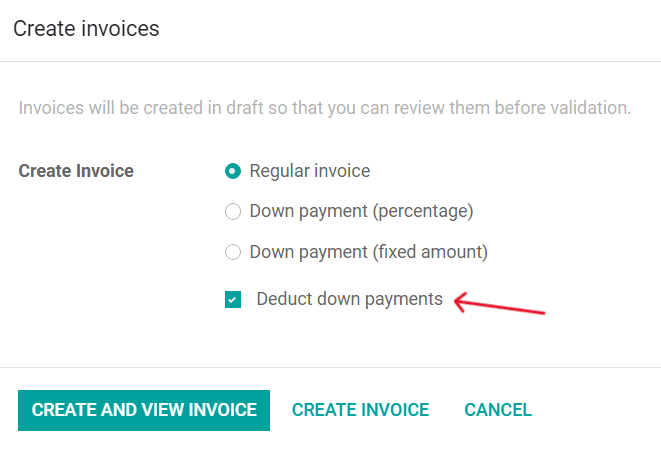 Create invoices
Invoices will be created in draft so that you can review them before validation.
Create Invoice
Regular invoice
Down payment (percentage)
Down payment (fixed amount)
Deduct down payments
CREATE AND VIEW INVOICE CREATE INVOICE CANCEL